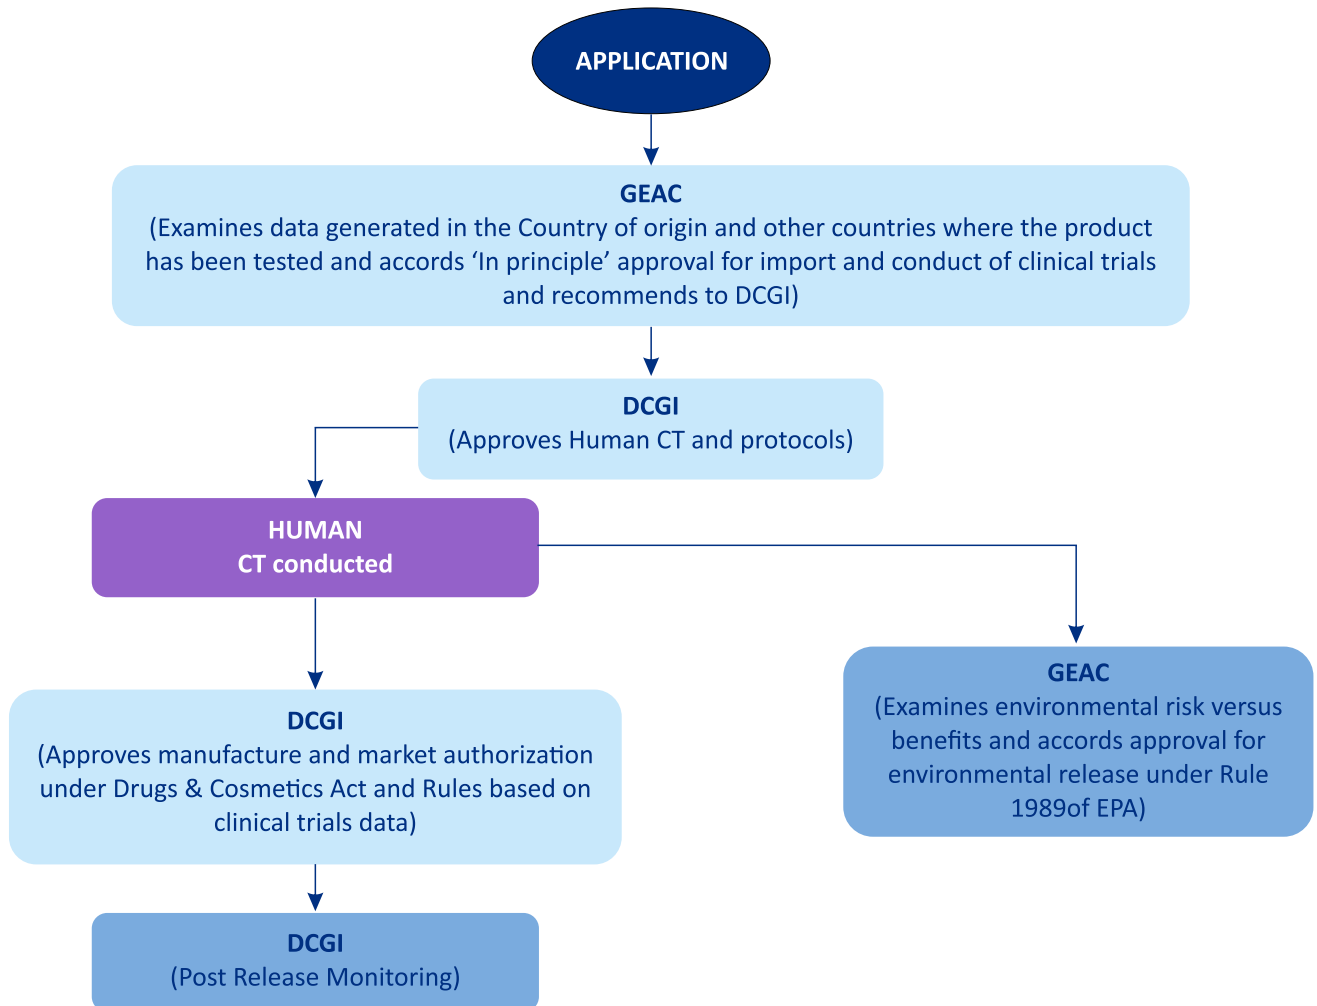 APPLICATION
GEAC
(Examines data generated in the Country of origin and other countries where the product
has been tested and accords ‘In principle’ approval for import and conduct of clinical trials
and recommends to DCGI)
DCGI
(Approves Human CT and protocols)
HUMAN
CT conducted
GEAC
(Examines environmental risk versus
benefits and accords approval for
environmental release under Rule
1989of EPA)
DCGI
(Approves manufacture and market authorization
under Drugs & Cosmetics Act and Rules based on
clinical trials data)
DCGI
(Post Release Monitoring)